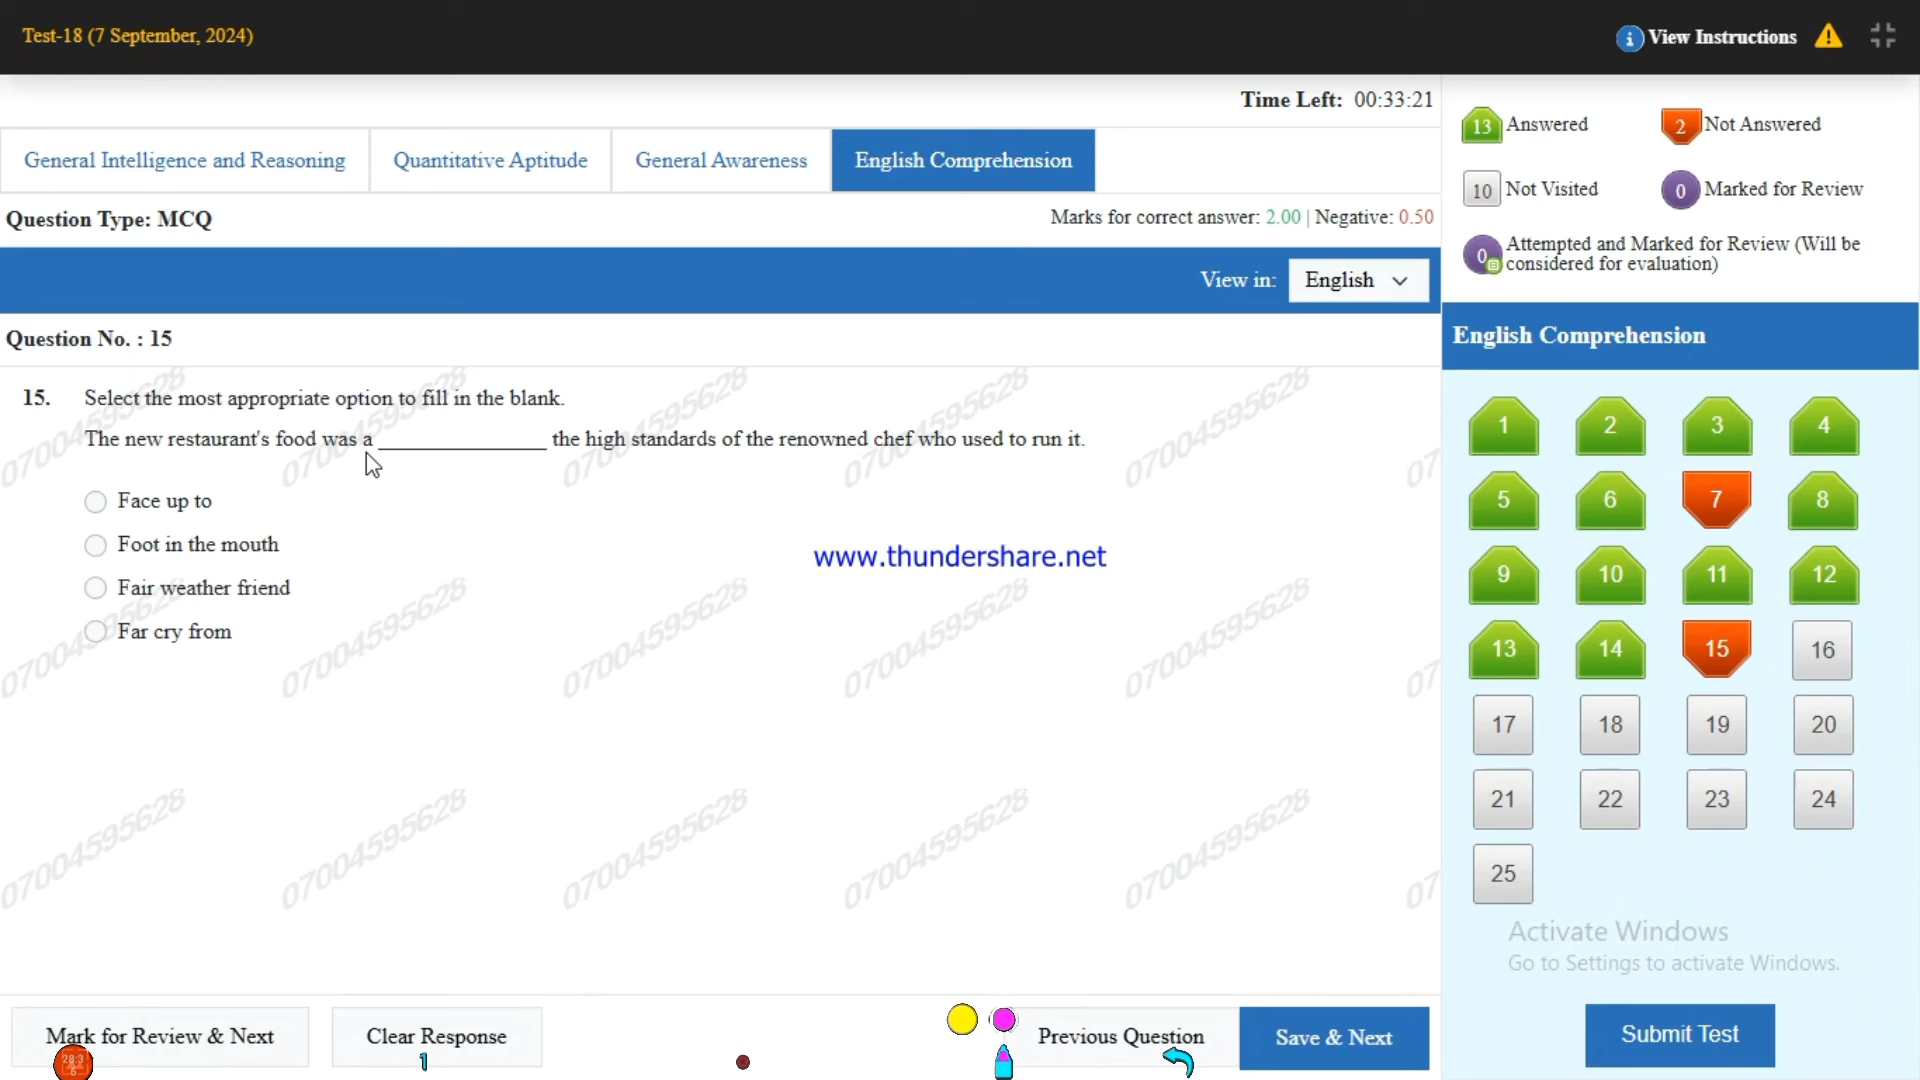 Test-18 (7 September, 2024)
i View Instructions
Time Left: 00:33:21
General Intelligence and Reasoning
Quantitative Aptitude
General Awareness
English Comprehension
Question Type: MCQ
Marks for correct answer: 2.00 | Negative: 0.50
View in: English
Question No. : 15
15. Select the most appropriate option to fill in the blank.
The new restaurant's food was a ________________ the high standards of the renowned chef who used to run it.
Face up to
Foot in the mouth
Fair weather friend
Far cry from
www.thundershare.net
07004595628
Mark for Review & Next
Clear Response
Previous Question
Save & Next
28:3
6
1
13 Answered
2 Not Answered
10 Not Visited
0 Marked for Review
0 Attempted and Marked for Review (Will be
considered for evaluation)
English Comprehension
1 2 3 4
5 6 7 8
9 10 11 12
13 14 15 16
17 18 19 20
21 22 23 24
25
Activate Windows
Go to Settings to activate Windows.
Submit Test